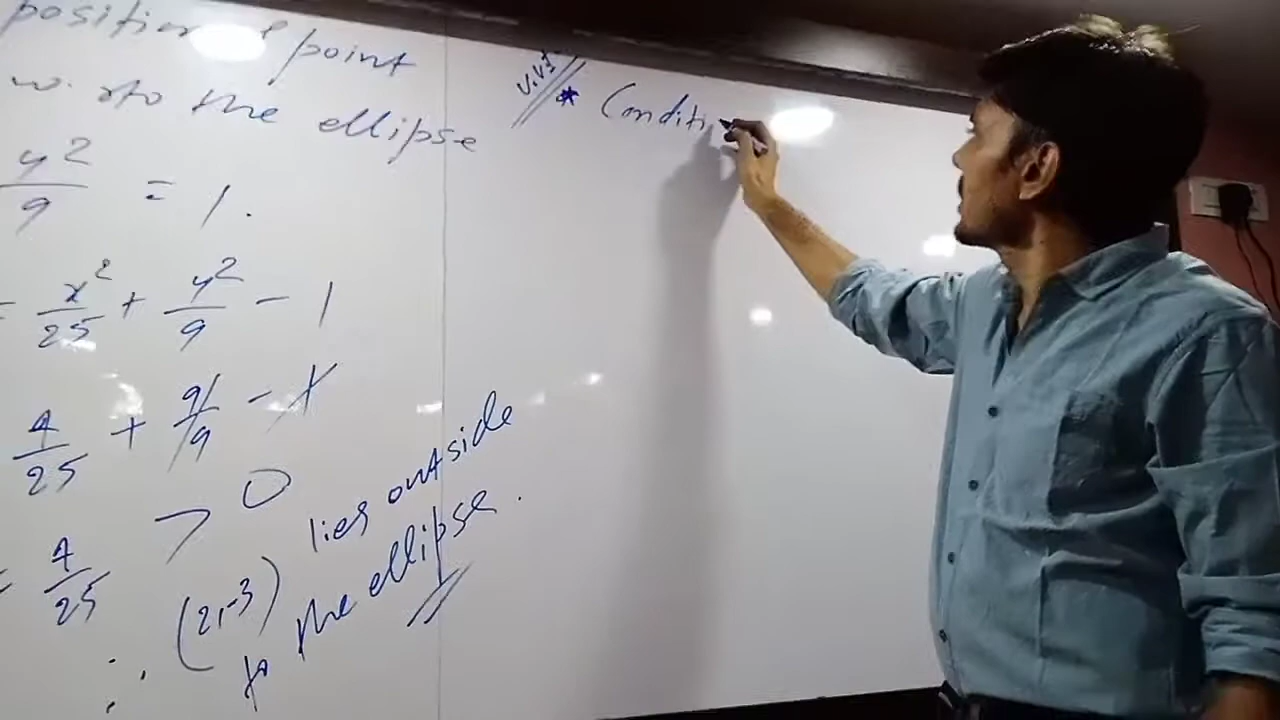 position of point
w. r to the ellipse
y²/9 = 1.
= x²/25 + y²/9 - 1
4/25 + 9/9 - 1
= 4/25 > 0
∴ (2,-3) lies outside
to the ellipse.
V.V.I
* Conditi